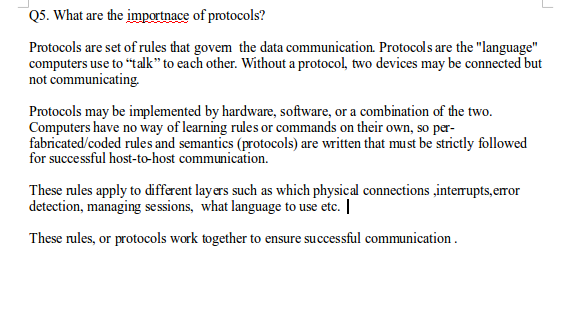 Q5. What are the importnace of protocols?
Protocols are set of rules that govern the data communication. Protocols are the "language"
computers use to “talk” to each other. Without a protocol, two devices may be connected but
not communicating.
Protocols may be implemented by hardware, software, or a combination of the two.
Computers have no way of learning rules or commands on their own, so per-
fabricated/coded rules and semantics (protocols) are written that must be strictly followed
for successful host-to-host communication.
These rules apply to different layers such as which physical connections ,interrupts,error
detection, managing sessions, what language to use etc.
These rules, or protocols work together to ensure successful communication .